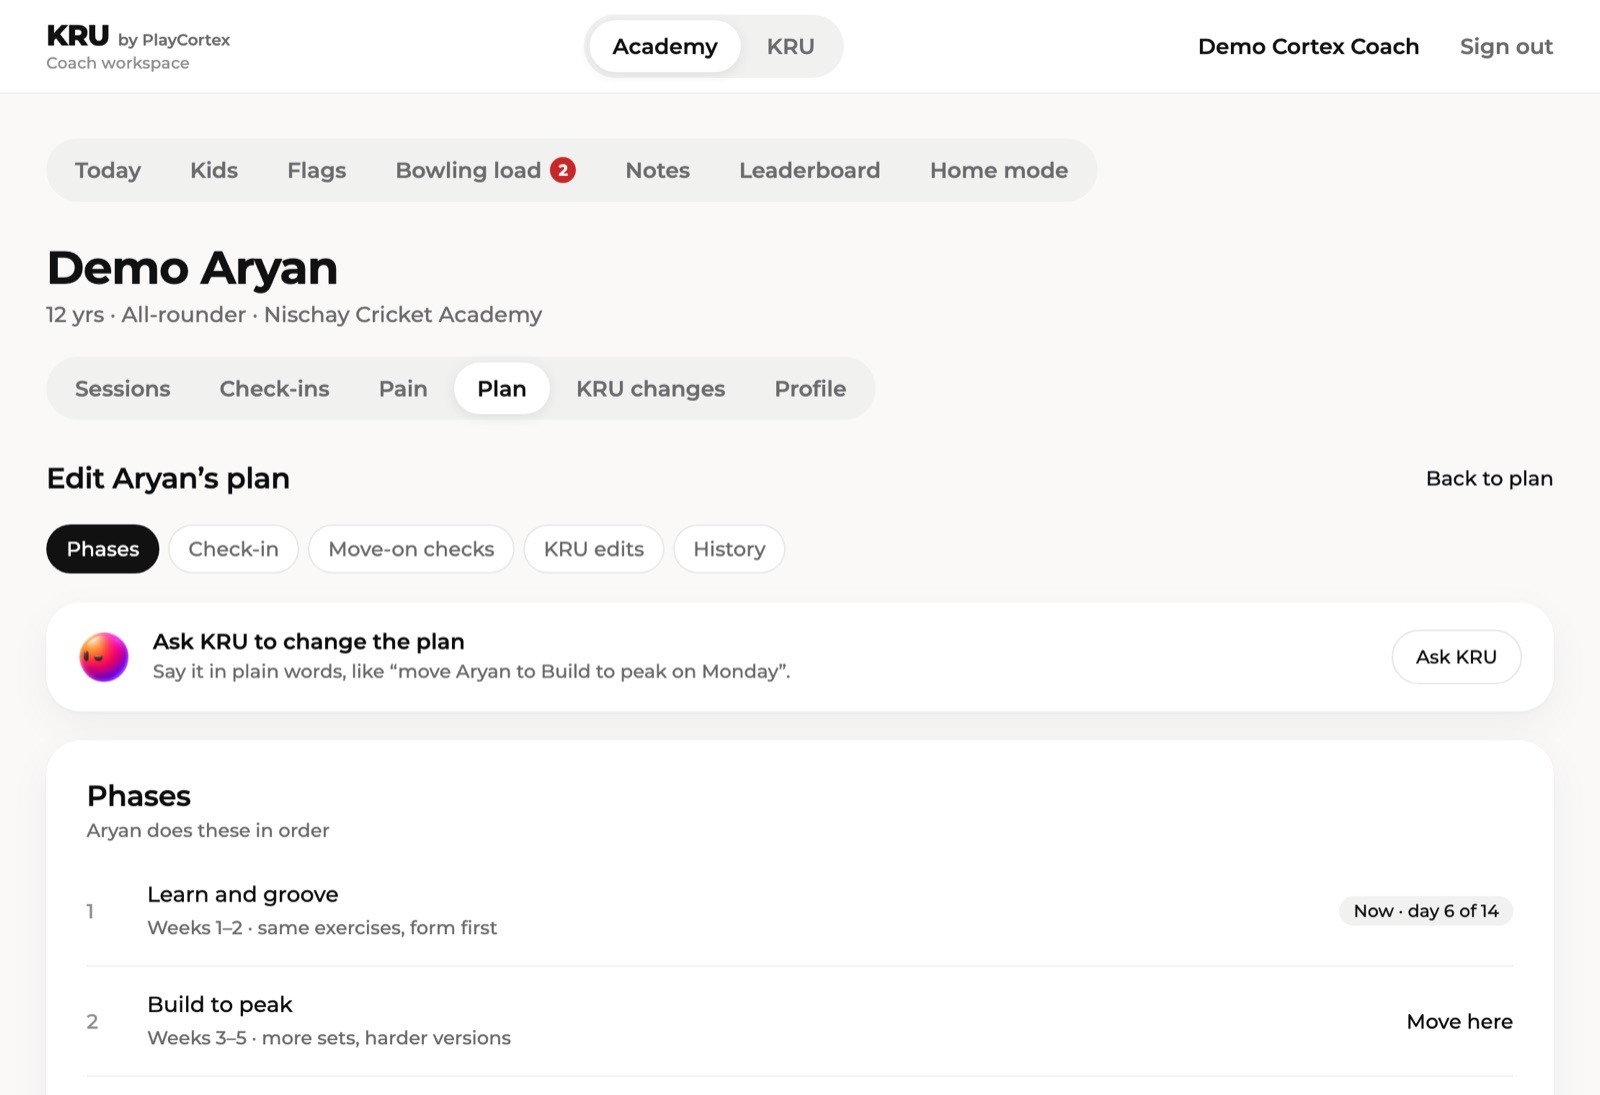 KRU by PlayCortex
Coach workspace
Academy
KRU
Demo Cortex Coach
Sign out
Today
Kids
Flags
Bowling load 2
Notes
Leaderboard
Home mode
Demo Aryan
12 yrs · All-rounder · Nischay Cricket Academy
Sessions
Check-ins
Pain
Plan
KRU changes
Profile
Edit Aryan’s plan
Back to plan
Phases
Check-in
Move-on checks
KRU edits
History
Ask KRU to change the plan
Say it in plain words, like “move Aryan to Build to peak on Monday”.
Ask KRU
Phases
Aryan does these in order
1
Learn and groove
Weeks 1–2 · same exercises, form first
Now · day 6 of 14
2
Build to peak
Weeks 3–5 · more sets, harder versions
Move here